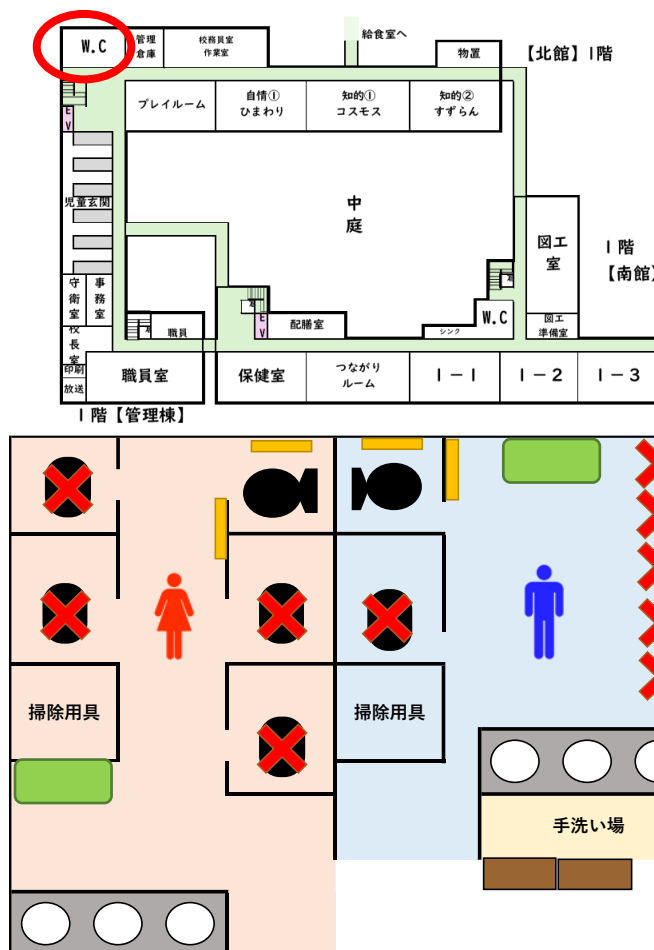 W.C
管理
倉庫
校務員室
作業室
給食室へ
物置
【北館】1階
プレイルーム
自情①
ひまわり
知的①
コスモス
知的②
すずらん
E
V
児童玄関
中
庭
図工
室
1階
【南館】
守
衛
室
事
務
室
校
長
室
職員
E
V
配膳室
シンク
W.C
図工
準備室
印刷
放送
職員室
保健室
つながり
ルーム
1－1
1－2
1－3
1階【管理棟】
掃除用具
掃除用具
手洗い場